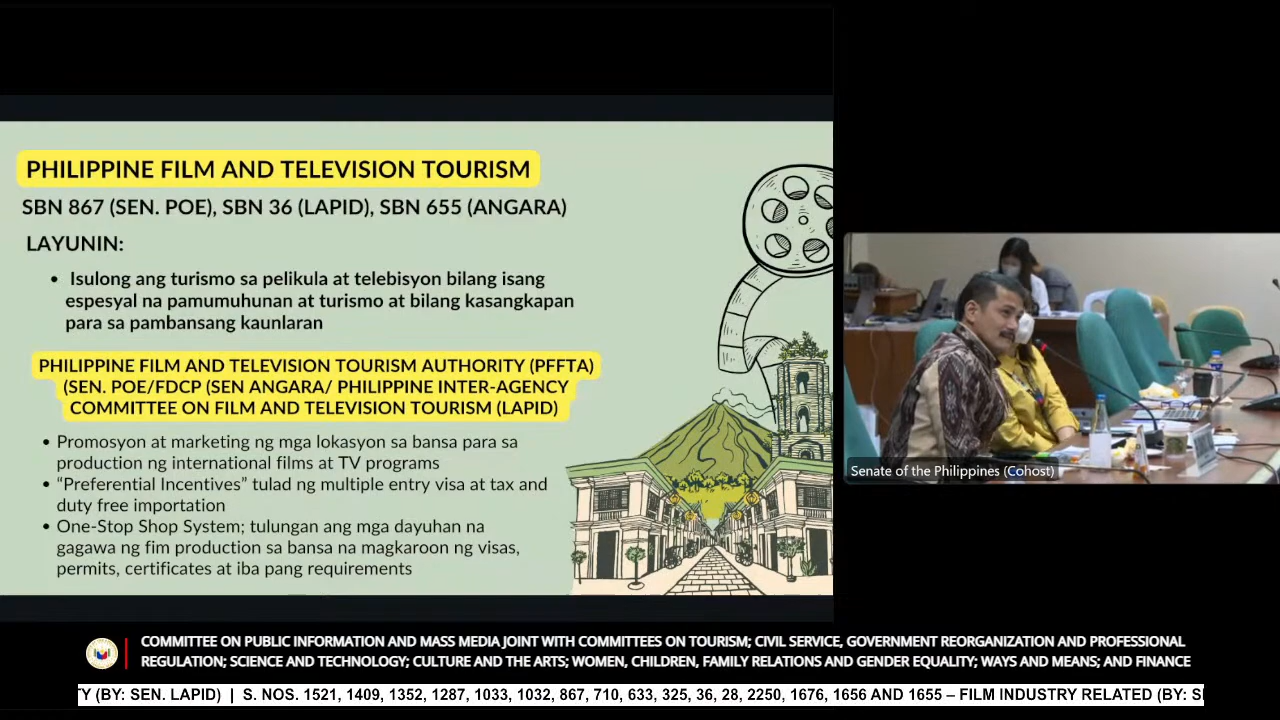 PHILIPPINE FILM AND TELEVISION TOURISM
SBN 867 (SEN. POE), SBN 36 (LAPID), SBN 655 (ANGARA)
LAYUNIN:
• Isulong ang turismo sa pelikula at telebisyon bilang isang
espesyal na pamumuhunan at turismo at bilang kasangkapan
para sa pambansang kaunlaran
PHILIPPINE FILM AND TELEVISION TOURISM AUTHORITY (PFFTA)
(SEN. POE/FDCP (SEN ANGARA/ PHILIPPINE INTER-AGENCY
COMMITTEE ON FILM AND TELEVISION TOURISM (LAPID)
• Promosyon at marketing ng mga lokasyon sa bansa para sa
production ng international films at TV programs
• “Preferential Incentives” tulad ng multiple entry visa at tax and
duty free importation
• One-Stop Shop System; tulungan ang mga dayuhan na
gagawa ng fim production sa bansa na magkaroon ng visas,
permits, certificates at iba pang requirements
Senate of the Philippines (Cohost)
COMMITTEE ON PUBLIC INFORMATION AND MASS MEDIA JOINT WITH COMMITTEES ON TOURISM; CIVIL SERVICE, GOVERNMENT REORGANIZATION AND PROFESSIONAL
REGULATION; SCIENCE AND TECHNOLOGY; CULTURE AND THE ARTS; WOMEN, CHILDREN, FAMILY RELATIONS AND GENDER EQUALITY; WAYS AND MEANS; AND FINANCE
TY (BY: SEN. LAPID) | S. NOS. 1521, 1409, 1352, 1287, 1033, 1032, 867, 710, 633, 325, 36, 28, 2250, 1676, 1656 AND 1655 – FILM INDUSTRY RELATED (BY: S